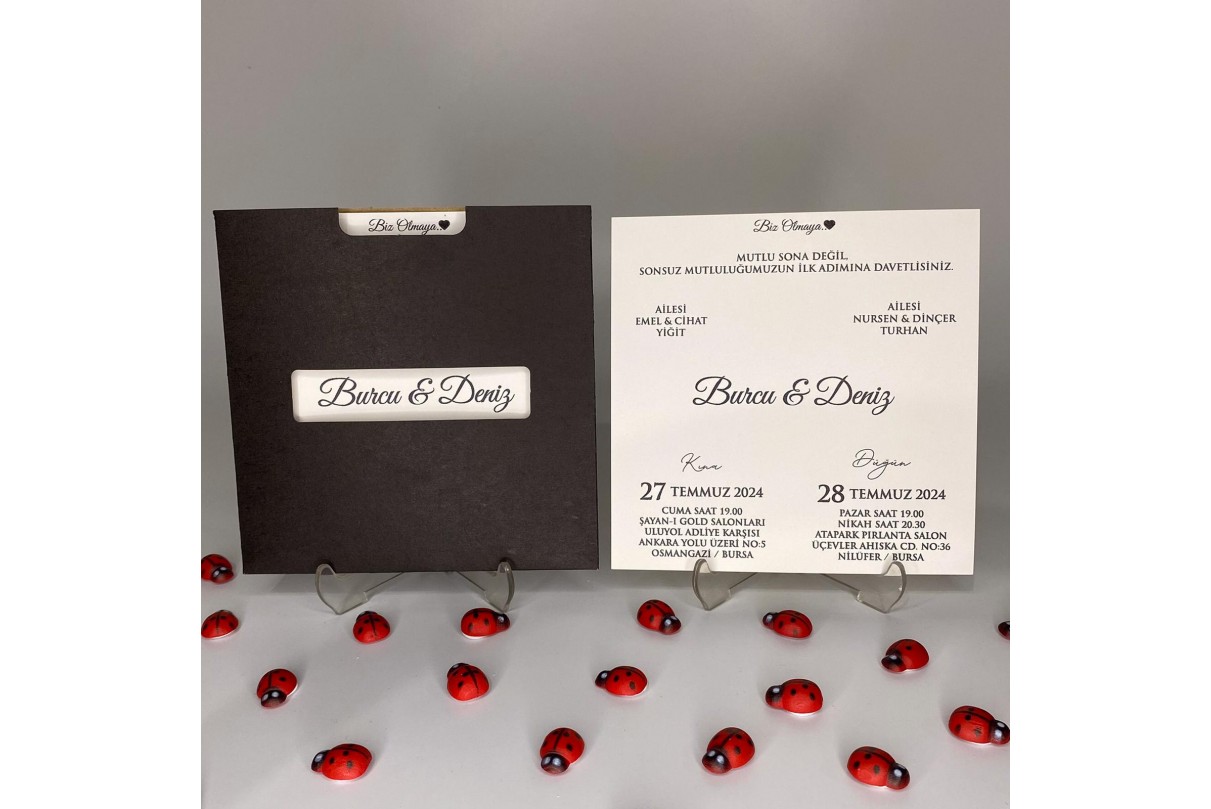 Biz Olmaya..
Burcu & Deniz
Biz Olmaya..
MUTLU SONA DEĞİL,
SONSUZ MUTLULUĞUMUZUN İLK ADIMINA DAVETLİSİNİZ.
AİLESİ
EMEL & CİHAT
YİĞİT
AİLESİ
NURSEN & DİNÇER
TURHAN
Burcu & Deniz
Kına
27 TEMMUZ 2024
CUMA SAAT 19.00
ŞAYAN-I GOLD SALONLARI
ULUYOL ADLİYE KARŞISI
ANKARA YOLU ÜZERİ NO:5
OSMANGAZİ / BURSA
Düğün
28 TEMMUZ 2024
PAZAR SAAT 19.00
NİKAH SAAT 20.30
ATAPARK PIRLANTA SALON
ÜÇEVLER AHISKA CD. NO:36
NİLÜFER / BURSA